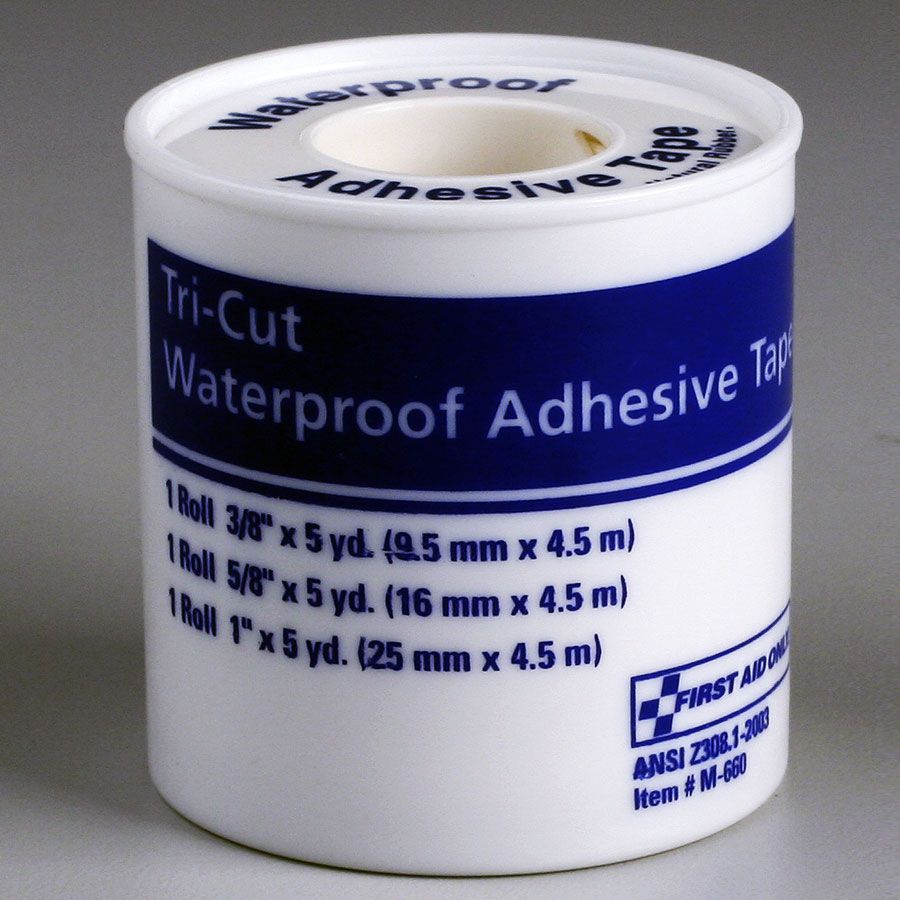 Waterproof
Adhesive Tape
Rubber
Tri-Cut
Waterproof Adhesive Tape
1 Roll 3/8" x 5 yd. (9.5 mm x 4.5 m)
1 Roll 5/8" x 5 yd. (16 mm x 4.5 m)
1 Roll 1" x 5 yd. (25 mm x 4.5 m)
FIRST AID ONLY
ANSI Z308.1-2003
Item # M-660